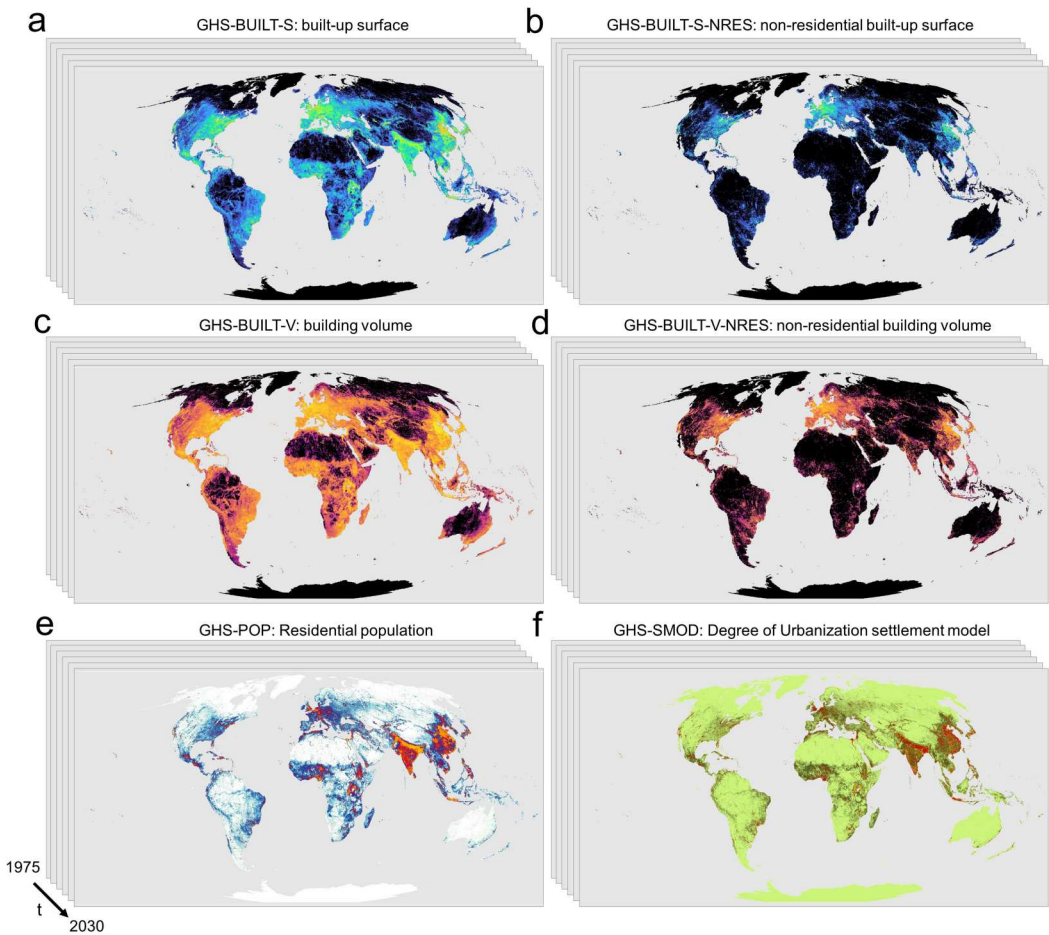 a GHS-BUILT-S: built-up surface
b GHS-BUILT-S-NRES: non-residential built-up surface
c GHS-BUILT-V: building volume
d GHS-BUILT-V-NRES: non-residential building volume
e GHS-POP: Residential population
f GHS-SMOD: Degree of Urbanization settlement model
1975
t
2030